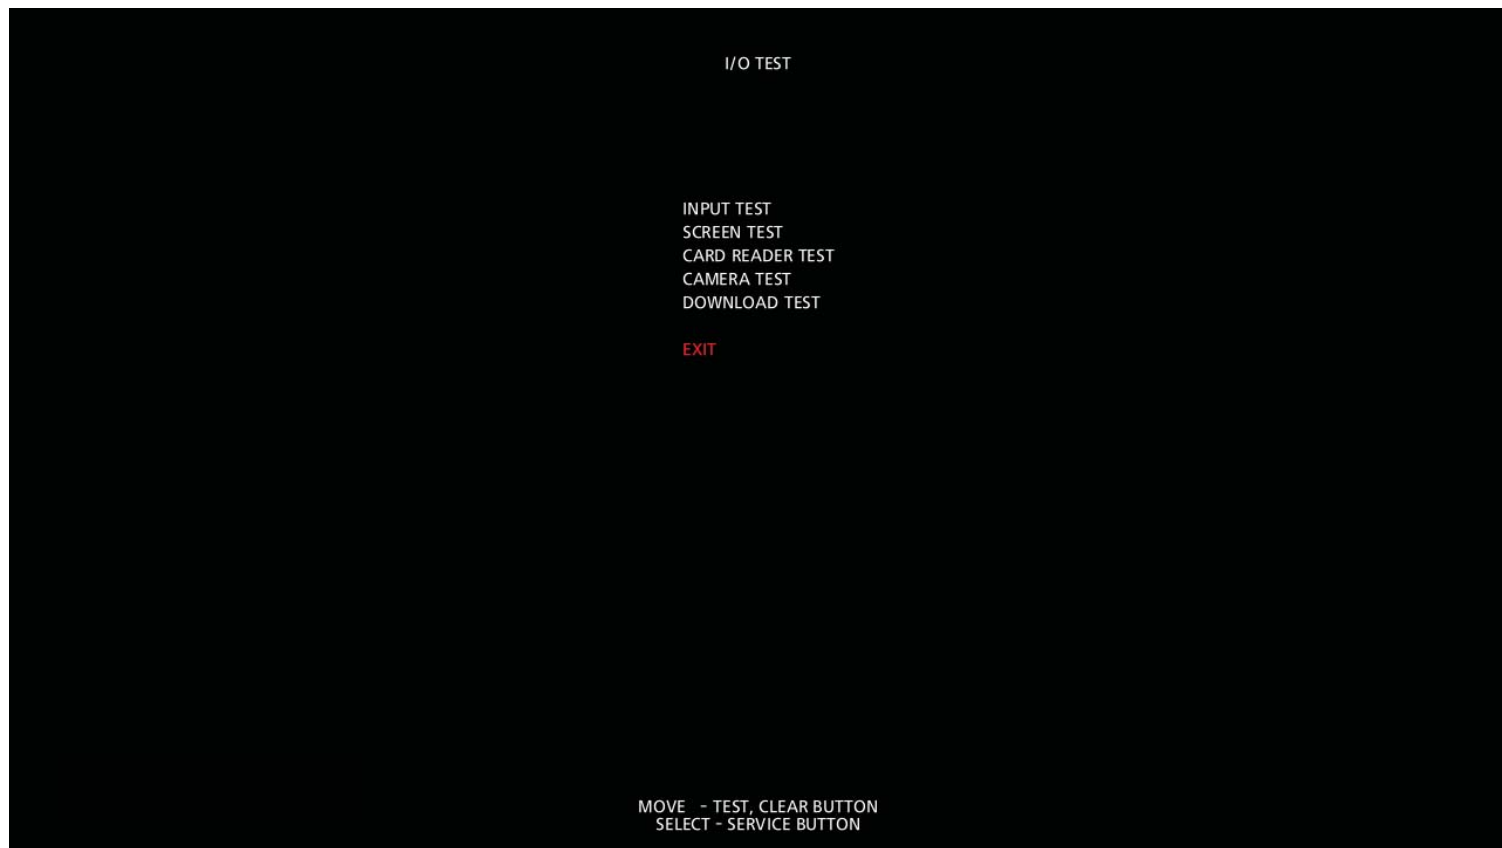 I/O TEST
INPUT TEST
SCREEN TEST
CARD READER TEST
CAMERA TEST
DOWNLOAD TEST
EXIT
MOVE - TEST, CLEAR BUTTON
SELECT - SERVICE BUTTON